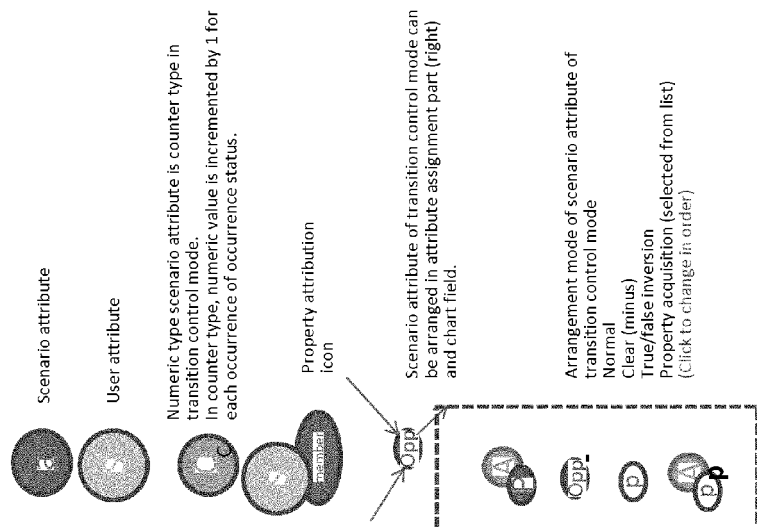 a
Scenario attribute
s
User attribute
C
Numeric type scenario attribute is counter type in
transition control mode.
In counter type, numeric value is incremented by 1 for
each occurrence of occurrence status.
s
member
Property attribution
icon
Opp
Scenario attribute of transition control mode can
be arranged in attribute assignment part (right)
and chart field.
A
P
Opp-
p
A
p
p
Arrangement mode of scenario attribute of
transition control mode
Normal
Clear (minus)
True/false inversion
Property acquisition (selected from list)
(Click to change in order)